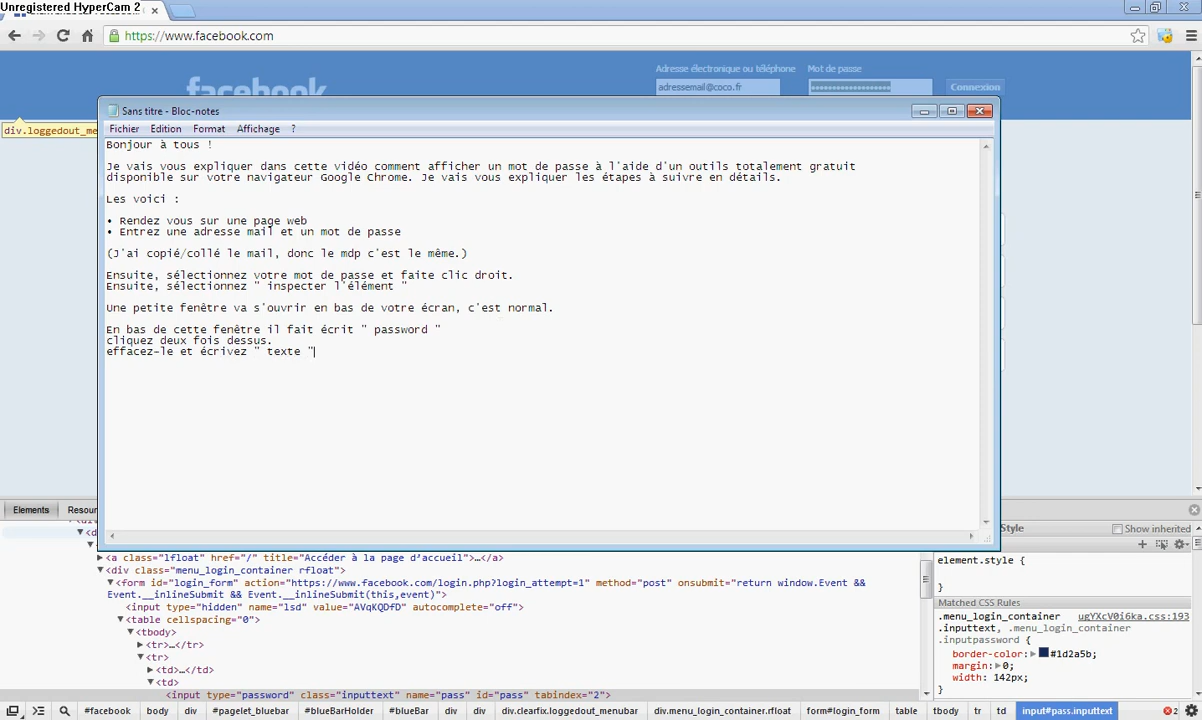 Unregistered HyperCam 2
https://www.facebook.com
facebook
Adresse électronique ou téléphone
Mot de passe
adressemail@coco.fr
Connexion
div.loggedout_me
Sans titre - Bloc-notes
Fichier Edition Format Affichage ?
Bonjour à tous !
Je vais vous expliquer dans cette vidéo comment afficher un mot de passe à l'aide d'un outils totalement gratuit
disponible sur votre navigateur Google Chrome. Je vais vous expliquer les étapes à suivre en détails.
Les voici :
• Rendez vous sur une page web
• Entrez une adresse mail et un mot de passe
(J'ai copié/collé le mail, donc le mdp c'est le même.)
Ensuite, sélectionnez votre mot de passe et faite clic droit.
Ensuite, sélectionnez " inspecter l'élément "
Une petite fenêtre va s'ouvrir en bas de votre écran, c'est normal.
En bas de cette fenêtre il fait écrit " password "
cliquez deux fois dessus.
effacez-le et écrivez " texte "
Elements Resour
Style
Show inherited
<a class="lfloat" href="/" title="Accéder à la page d'accueil">…</a>
<div class="menu_login_container rfloat">
<form id="login_form" action="https://www.facebook.com/login.php?login_attempt=1" method="post" onsubmit="return window.Event &&
Event.__inlineSubmit && Event.__inlineSubmit(this,event)">
<input type="hidden" name="lsd" value="AVqKQDfD" autocomplete="off">
<table cellspacing="0">
<tbody>
<tr>…</tr>
<tr>
<td>…</td>
<td>
<input type="password" class="inputtext" name="pass" id="pass" tabindex="2">
element.style {
}
Matched CSS Rules
.menu_login_container ugYXcV0i6ka.css:193
.inputtext, .menu_login_container
.inputpassword {
border-color: #1d2a5b;
margin: 0;
width: 142px;
}
#facebook body div #pagelet_bluebar #blueBarHolder #blueBar div div div.clearfix.loggedout_menubar div.menu_login_container.rfloat form#login_form table tbody tr td input#pass.inputtext 2